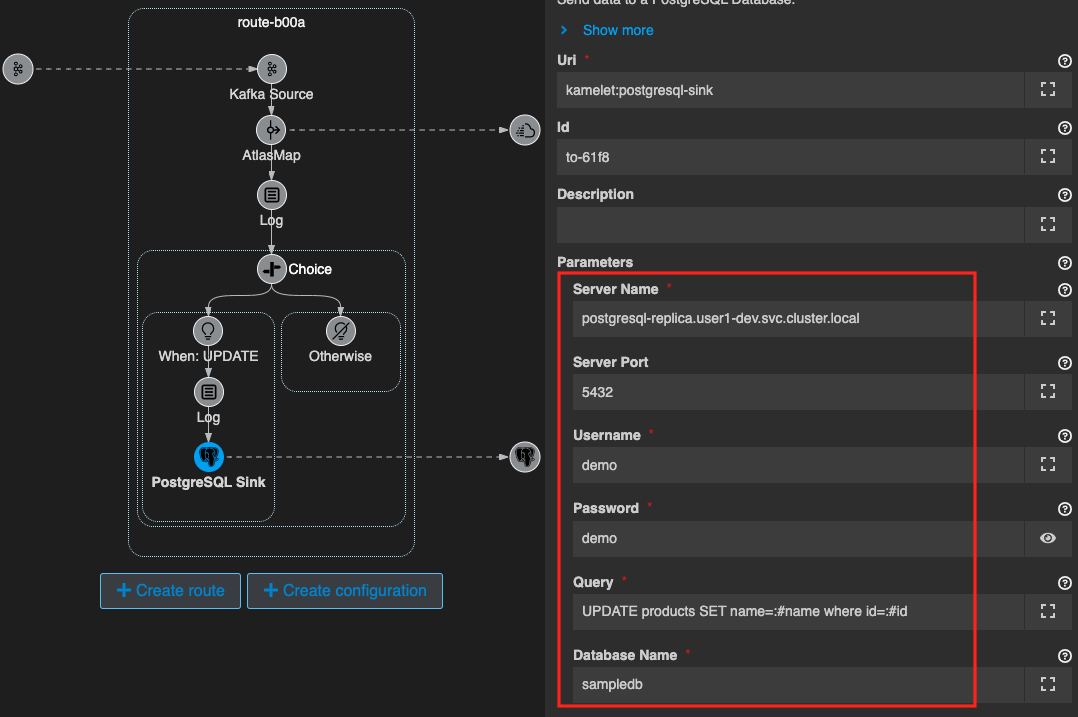 route-b00a
Kafka Source
AtlasMap
Log
Choice
When: UPDATE
Otherwise
Log
PostgreSQL Sink
Create route
Create configuration
Send data to a PostgreSQL Database.
Show more
Uri *
kamelet:postgresql-sink
Id
to-61f8
Description
Parameters
Server Name *
postgresql-replica.user1-dev.svc.cluster.local
Server Port
5432
Username *
demo
Password *
demo
Query *
UPDATE products SET name=:#name where id=:#id
Database Name *
sampledb